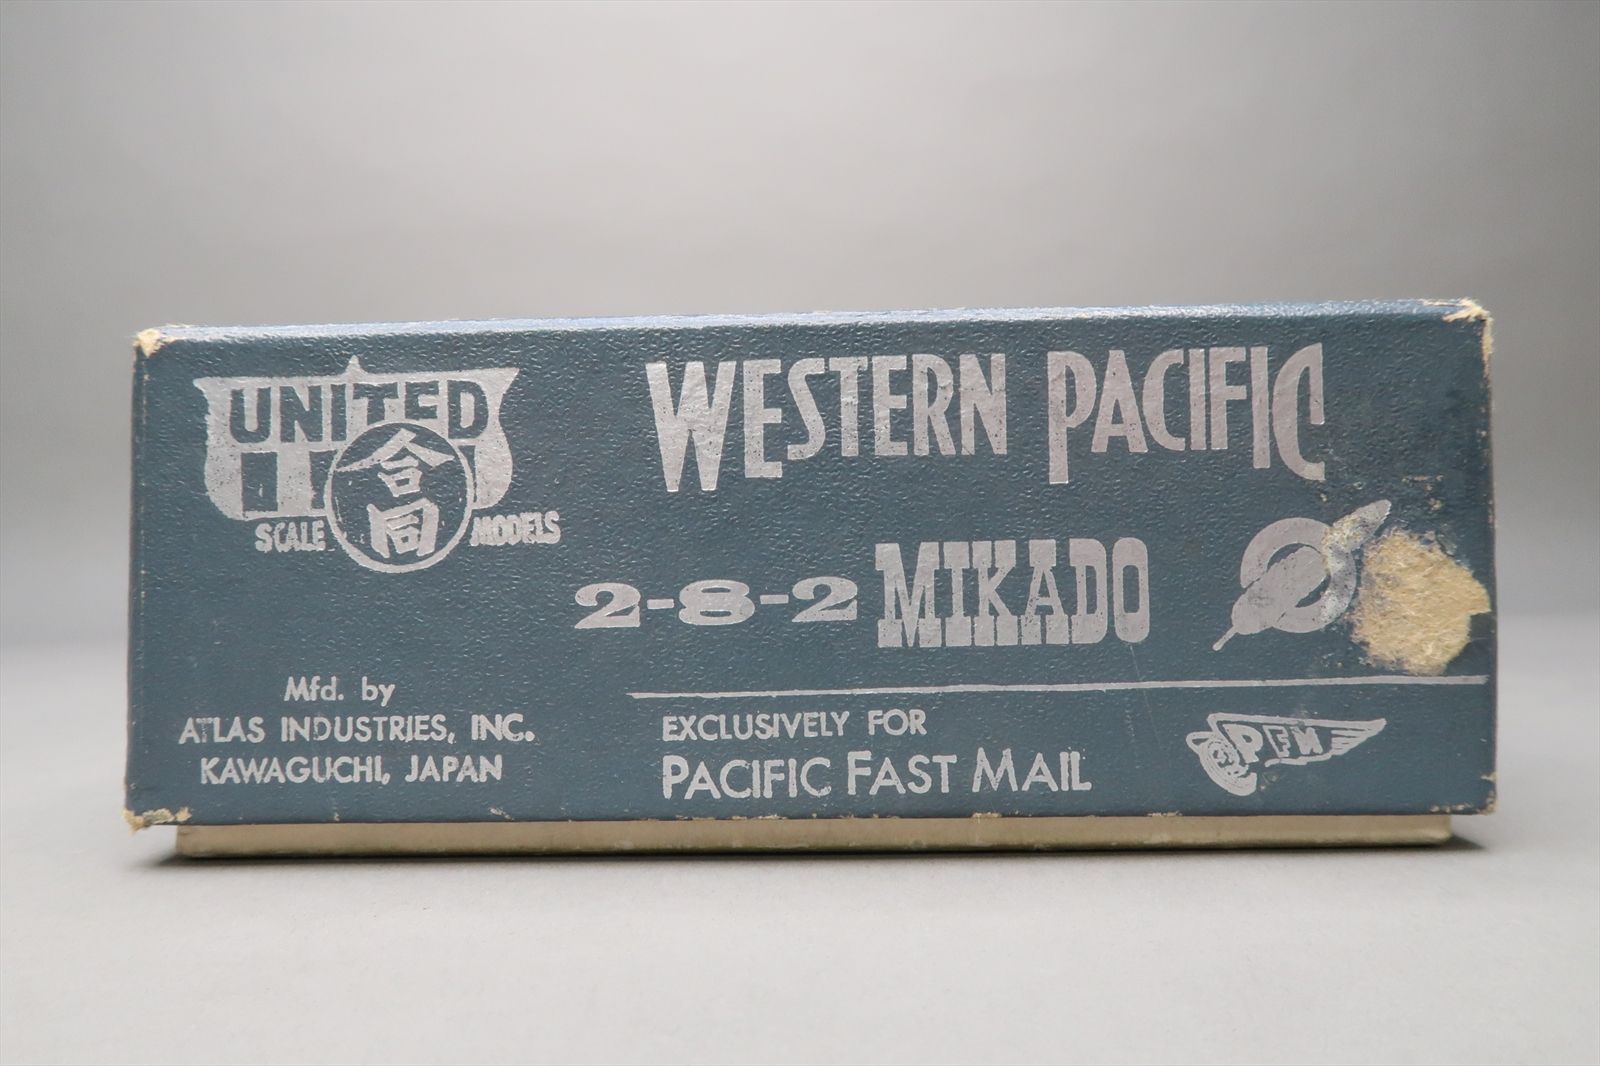 UNITED
合同
SCALE MODELS
WESTERN PACIFIC
2-8-2 MIKADO
Mfd. by
ATLAS INDUSTRIES, INC.
KAWAGUCHI, JAPAN
EXCLUSIVELY FOR
PACIFIC FAST MAIL
PFM